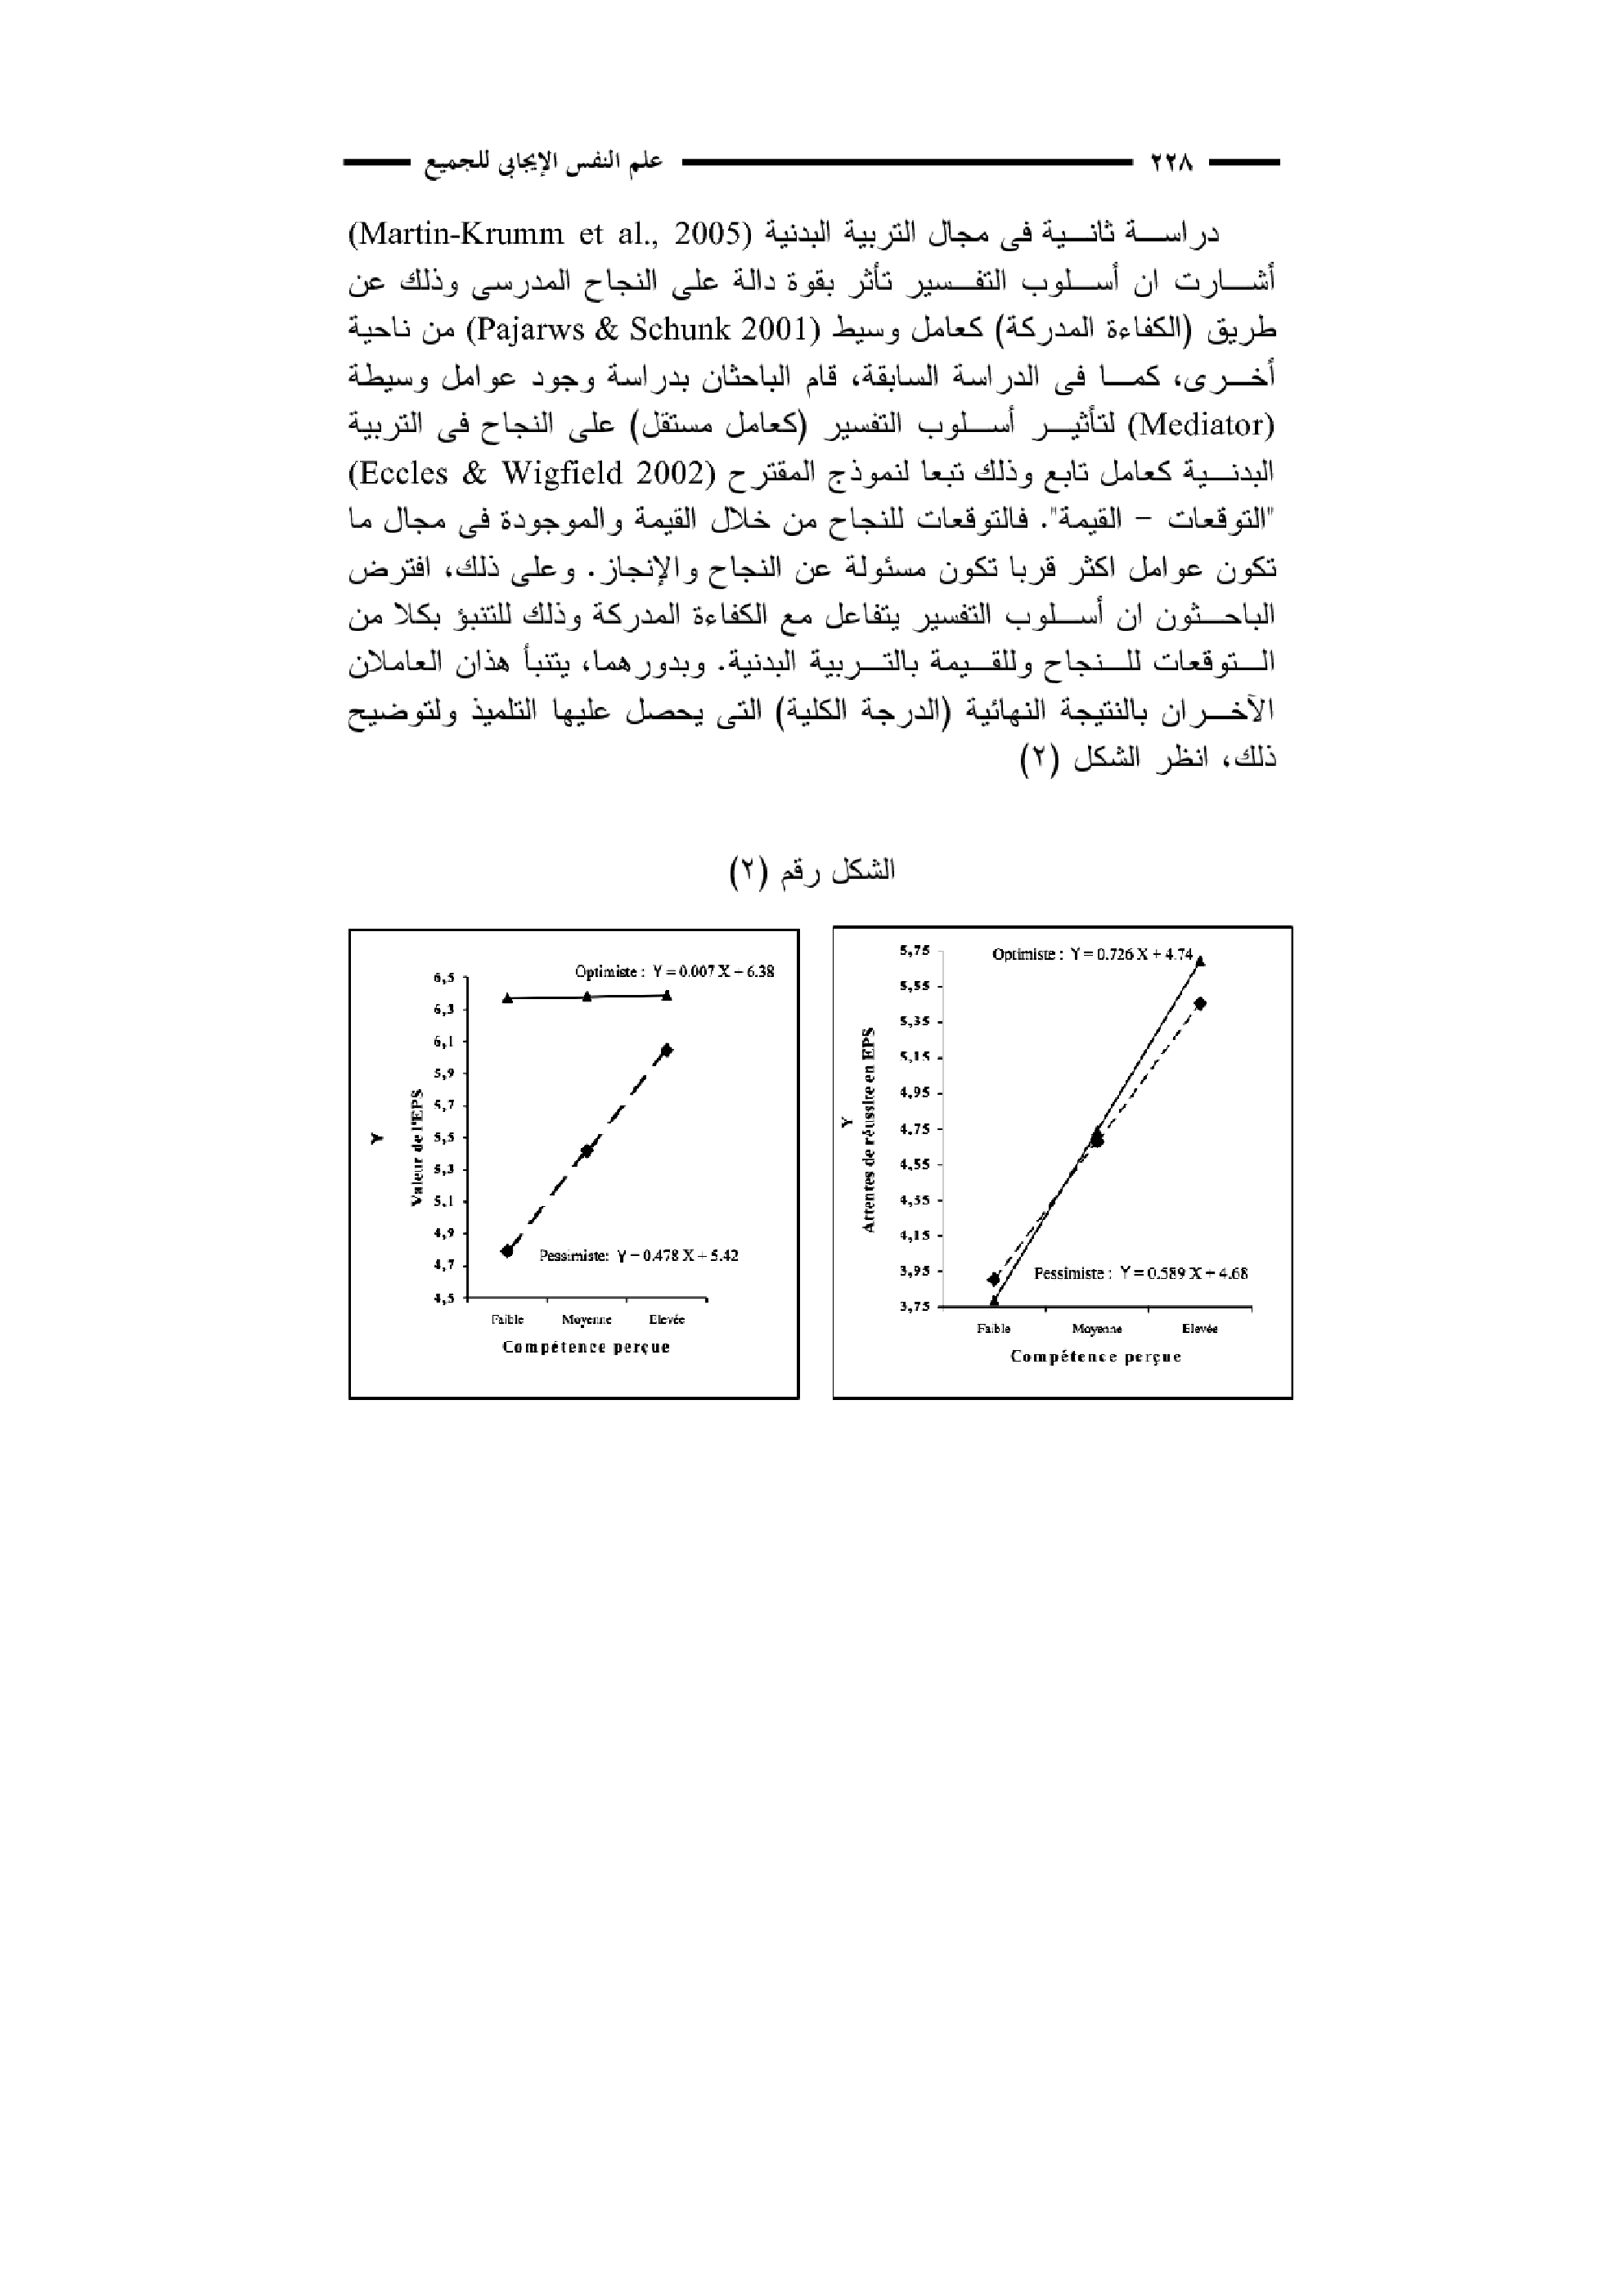 ٢٢٨ علم النفس الإيجابي للجميع
دراسة ثانية فى مجال التربية البدنية (Martin-Krumm et al., 2005)
أشارت ان أسلوب التفسير تأثر بقوة دالة على النجاح المدرسى وذلك عن
طريق (الكفاءة المدركة) كعامل وسيط (Pajarws & Schunk 2001) من ناحية
أخرى، كما فى الدراسة السابقة، قام الباحثان بدراسة وجود عوامل وسيطة
(Mediator) لتأثير أسلوب التفسير (كعامل مستقل) على النجاح فى التربية
البدنية كعامل تابع وذلك تبعا لنموذج المقترح (Eccles & Wigfield 2002)
"التوقعات – القيمة". فالتوقعات للنجاح من خلال القيمة والموجودة فى مجال ما
تكون عوامل اكثر قربا تكون مسئولة عن النجاح والإنجاز. وعلى ذلك، افترض
الباحثون ان أسلوب التفسير يتفاعل مع الكفاءة المدركة وذلك للتنبؤ بكلا من
التوقعات للنجاح وللقيمة بالتربية البدنية. وبدورهما، يتنبأ هذان العاملان
الآخران بالنتيجة النهائية (الدرجة الكلية) التى يحصل عليها التلميذ ولتوضيح
ذلك، انظر الشكل (٢)
الشكل رقم (٢)
Optimiste : Y = 0.007 X + 6.38
6,5
6,3
6,1
5,9
5,7
5,5
5,3
5,1
4,9
4,7
4,5
Y
Valeur de l'EPS
Pessimiste: Y = 0.478 X + 5.42
Faible Moyenne Elevée
Compétence perçue
Optimiste : Y = 0.726 X + 4.74
5,75
5,55
5,35
5,15
4,95
4,75
4,55
4,35
4,15
3,95
3,75
Y
Attentes de réussite en EPS
Pessimiste : Y = 0.589 X + 4.68
Faible Moyenne Elevée
Compétence perçue